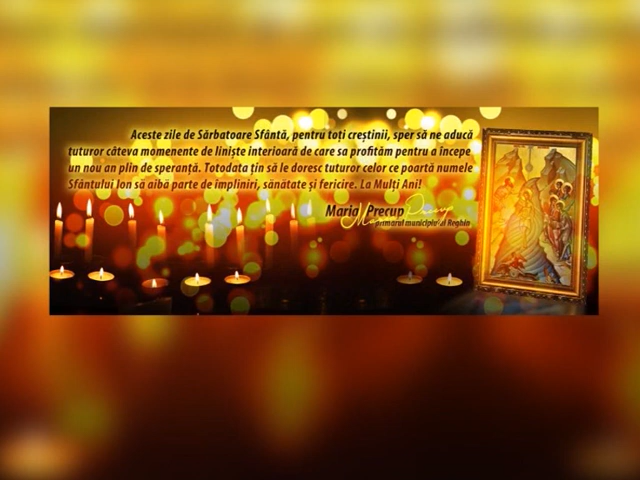 Aceste zile de Sărbatoare Sfântă, pentru toți creștinii, sper să ne aducă
tuturor câteva momenente de liniște interioară de care sa profităm pentru a începe
un nou an plin de speranță. Totodata țin să le doresc tuturor celor ce poartă numele
Sfântului Ion să aibă parte de împliniri, sănătate și fericire. La Mulți Ani!
Maria Precup
primarul municipiului Reghin